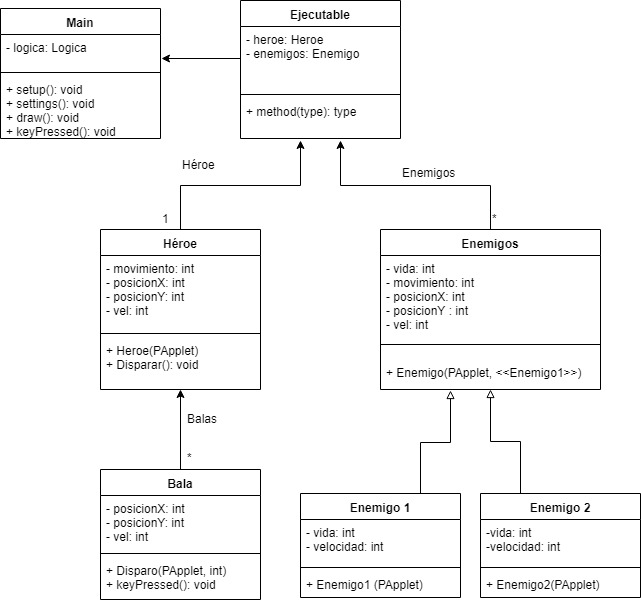 Main
- logica: Logica
+ setup(): void
+ settings(): void
+ draw(): void
+ keyPressed(): void
Ejecutable
- heroe: Heroe
- enemigos: Enemigo
+ method(type): type
Héroe
1
Enemigos
*
Héroe
- movimiento: int
- posicionX: int
- posicionY: int
- vel: int
+ Heroe(PApplet)
+ Disparar(): void
Enemigos
- vida: int
- movimiento: int
- posicionX: int
- posicionY : int
- vel: int
+ Enemigo(PApplet, <<Enemigo1>>)
Balas
*
Bala
- posicionX: int
- posicionY: int
- vel: int
+ Disparo(PApplet, int)
+ keyPressed(): void
Enemigo 1
- vida: int
- velocidad: int
+ Enemigo1 (PApplet)
Enemigo 2
-vida: int
-velocidad: int
+ Enemigo2(PApplet)